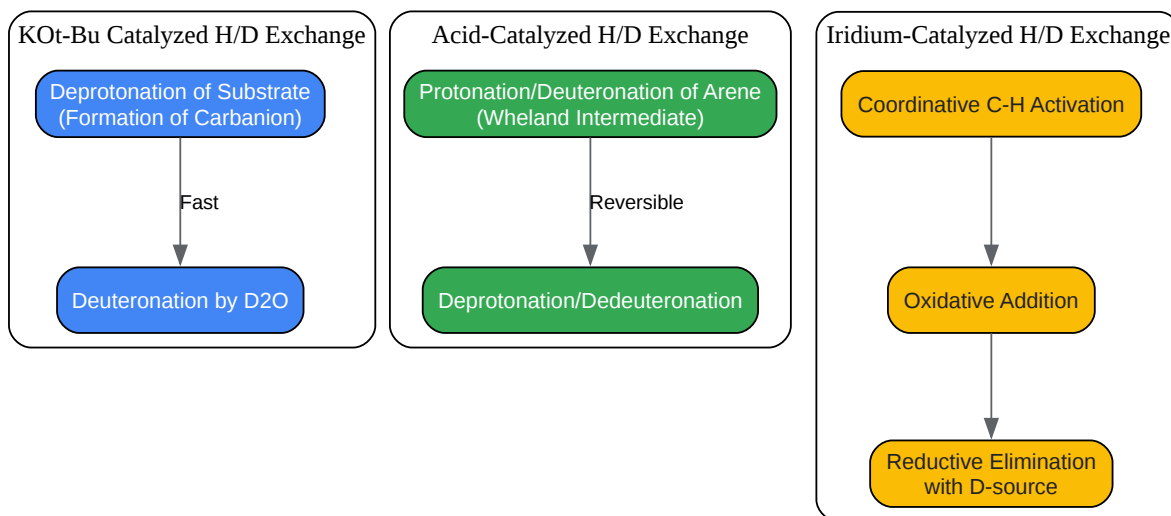 KOt-Bu Catalyzed H/D Exchange
Deprotonation of Substrate
(Formation of Carbanion)
Fast
Deuteronation by D2O
Acid-Catalyzed H/D Exchange
Protonation/Deuteronation of Arene
(Wheland Intermediate)
Reversible
Deprotonation/Dedeuteronation
Iridium-Catalyzed H/D Exchange
Coordinative C-H Activation
Oxidative Addition
Reductive Elimination
with D-source